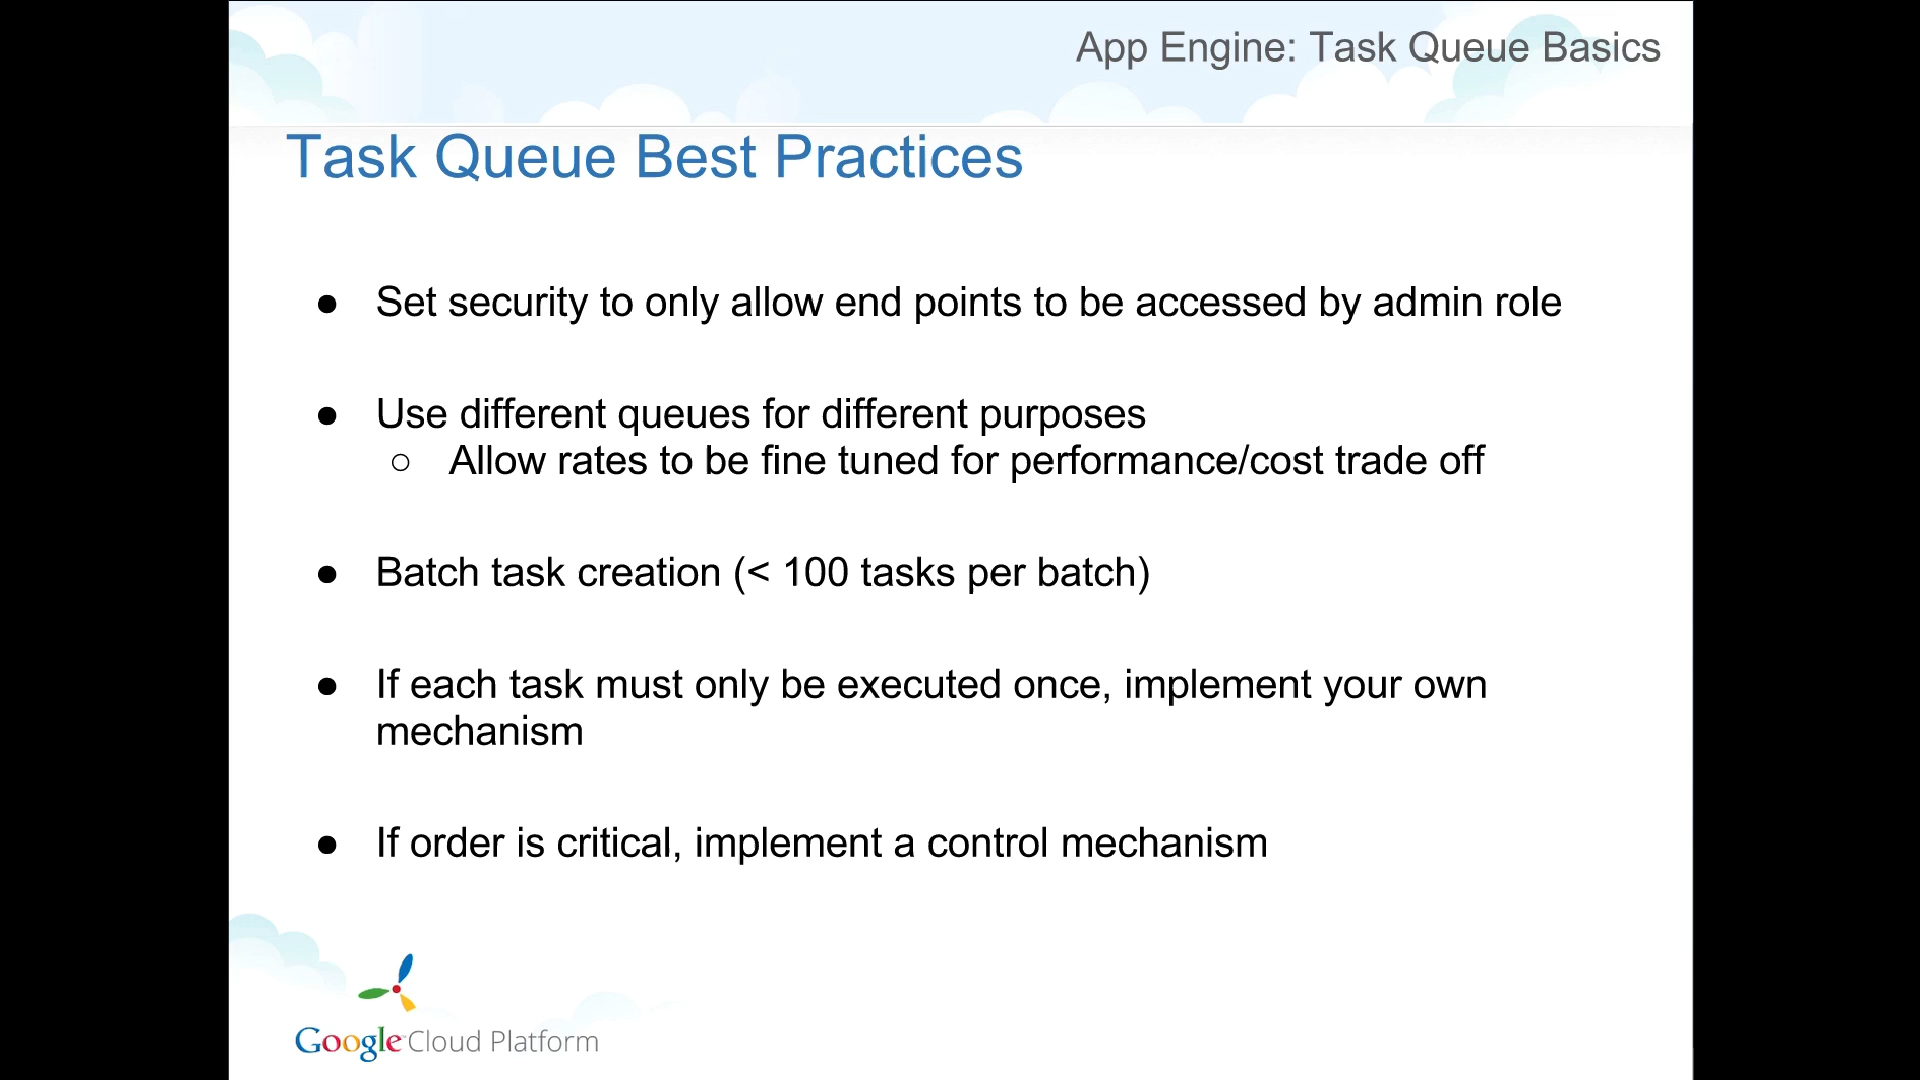 App Engine: Task Queue Basics
Task Queue Best Practices
● Set security to only allow end points to be accessed by admin role
● Use different queues for different purposes
○ Allow rates to be fine tuned for performance/cost trade off
● Batch task creation (< 100 tasks per batch)
● If each task must only be executed once, implement your own
mechanism
● If order is critical, implement a control mechanism
Google Cloud Platform